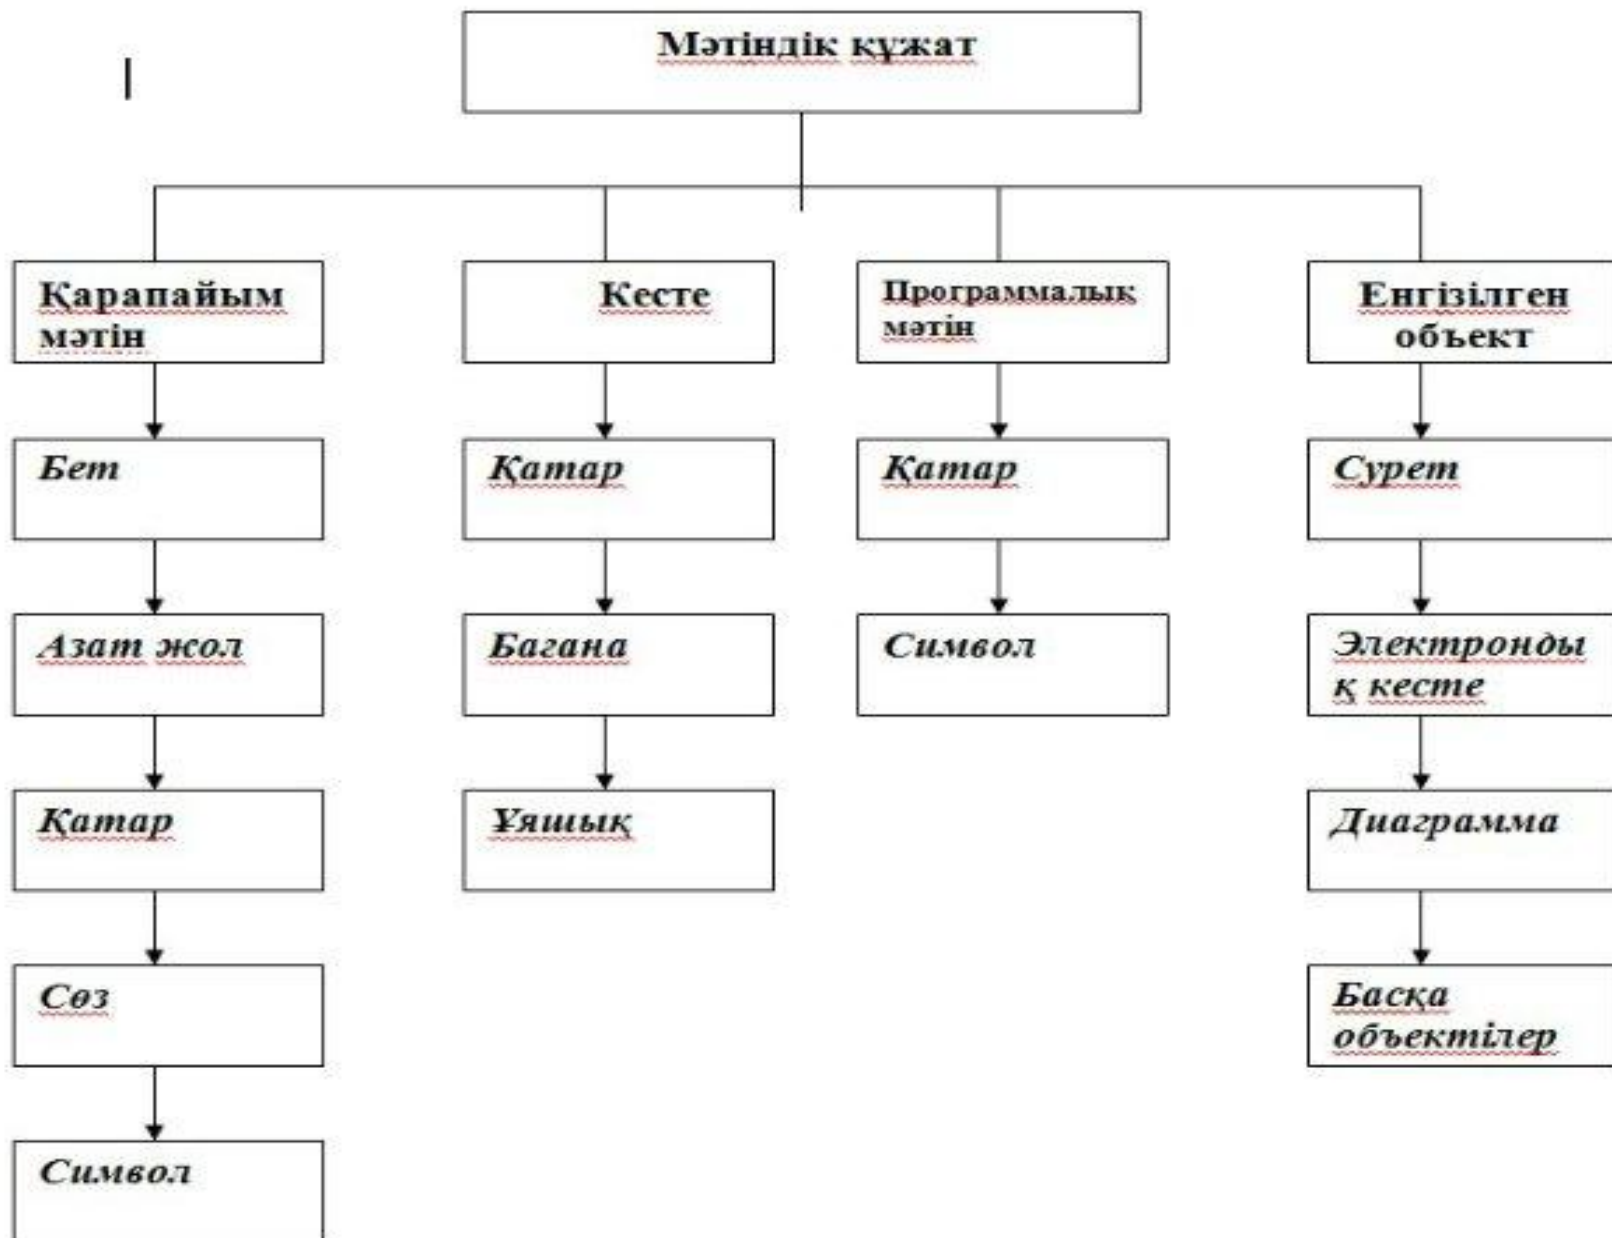 Мәтіндік құжат
Қарапайым
мәтін
Кесте
Программалық
мәтін
Енгізілген
объект
Бет
Қатар
Қатар
Сурет
Азат жол
Багана
Символ
Электронды
қ кесте
Қатар
Ұяшық
Диаграмма
Сөз
Басқа
объектілер
Символ